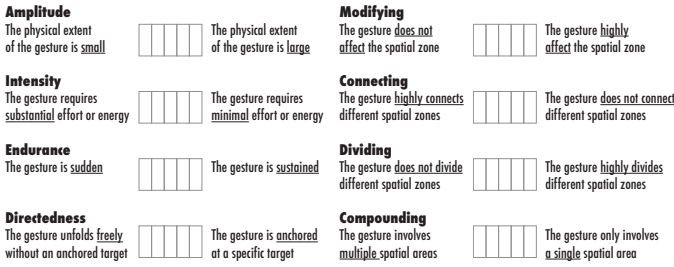 Amplitude
The physical extent
of the gesture is small
The physical extent
of the gesture is large
Intensity
The gesture requires
substantial effort or energy
The gesture requires
minimal effort or energy
Endurance
The gesture is sudden
The gesture is sustained
Directedness
The gesture unfolds freely
without an anchored target
The gesture is anchored
at a specific target
Modifying
The gesture does not
affect the spatial zone
The gesture highly
affect the spatial zone
Connecting
The gesture highly connects
different spatial zones
The gesture does not connect
different spatial zones
Dividing
The gesture does not divide
different spatial zones
The gesture highly divides
different spatial zones
Compounding
The gesture involves
multiple spatial areas
The gesture only involves
a single spatial area